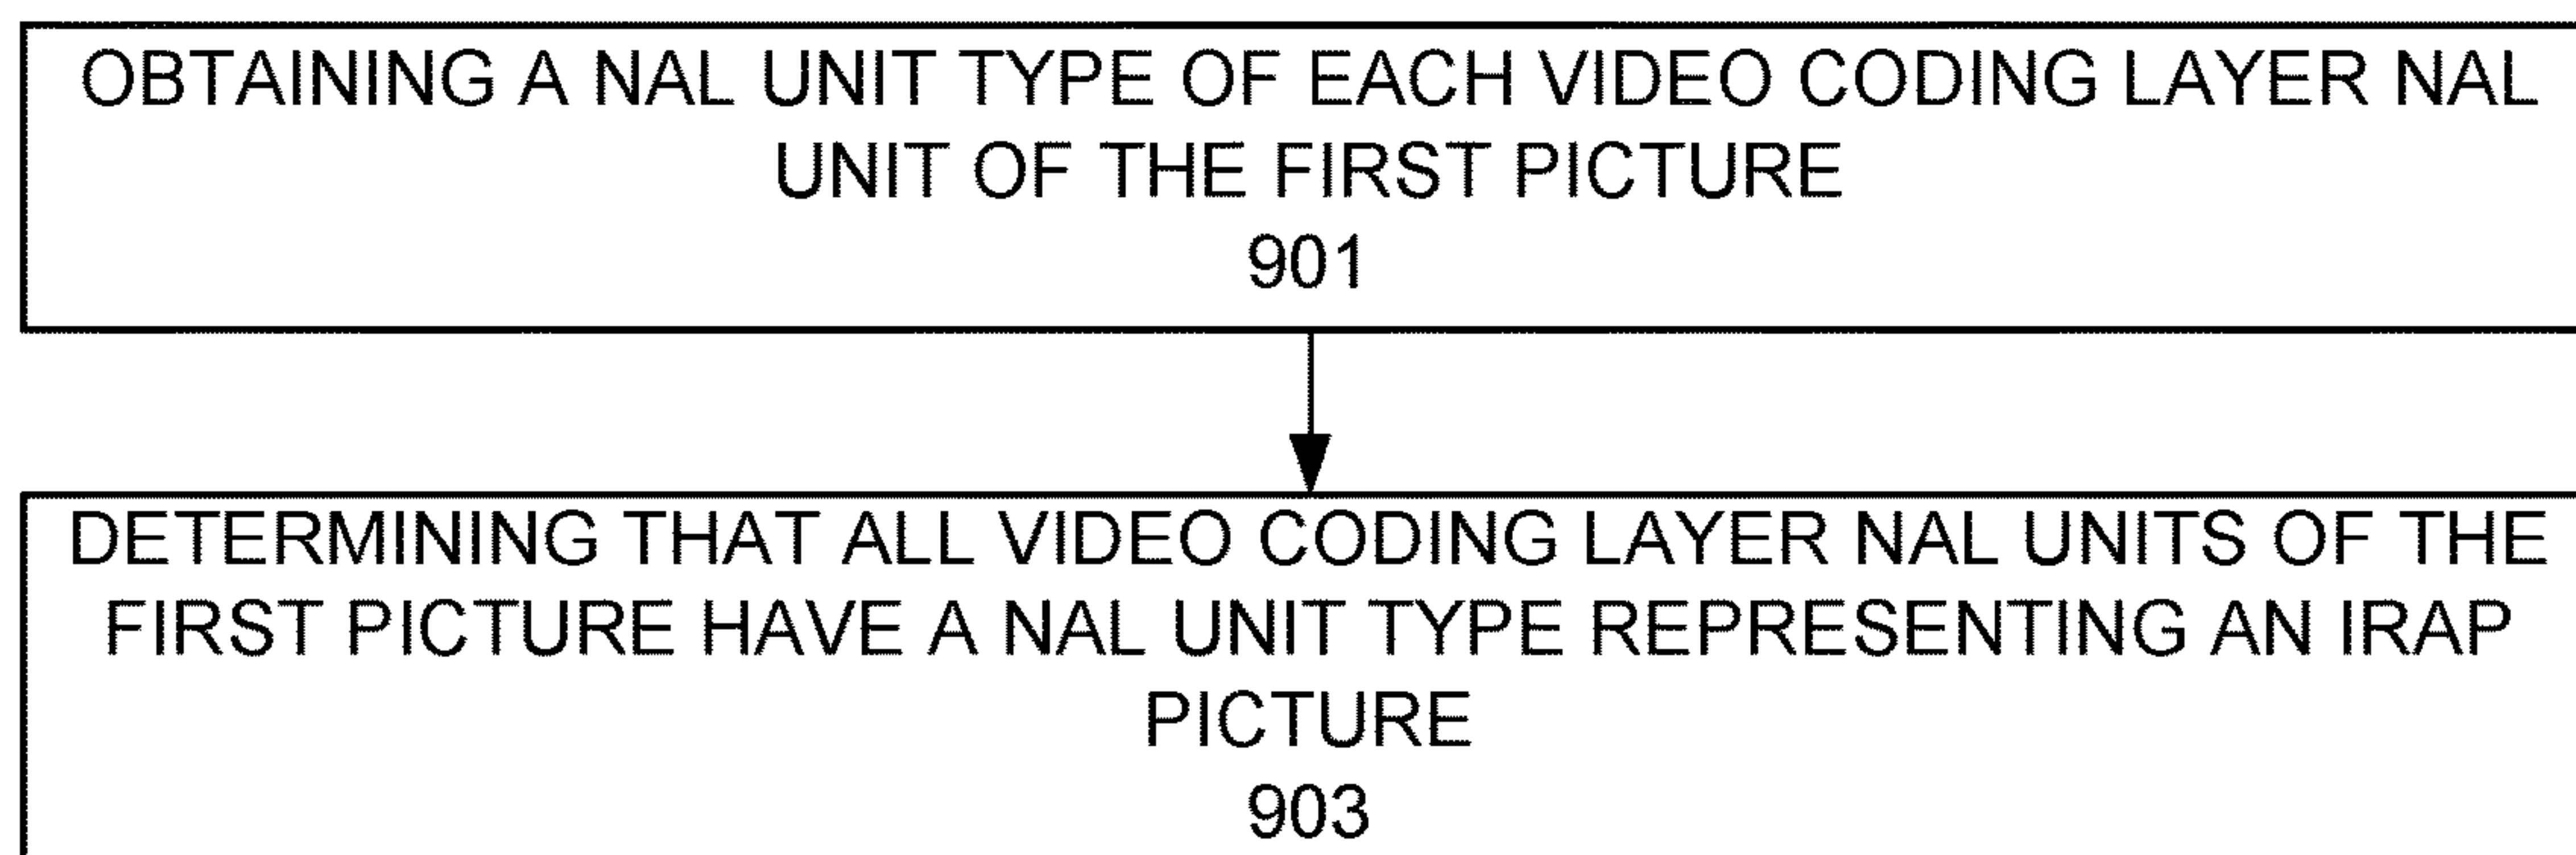 OBTAINING A NAL UNIT TYPE OF EACH VIDEO CODING LAYER NAL
UNIT OF THE FIRST PICTURE
901
DETERMINING THAT ALL VIDEO CODING LAYER NAL UNITS OF THE
FIRST PICTURE HAVE A NAL UNIT TYPE REPRESENTING AN IRAP
PICTURE
903